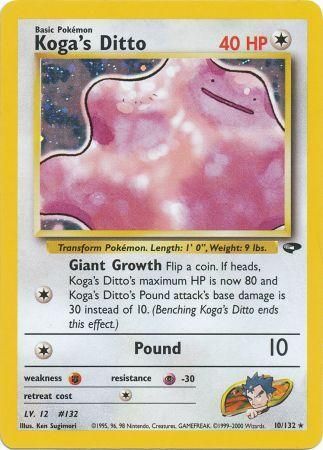 Basic Pokémon
Koga's Ditto 40 HP
Transform Pokémon. Length: 1' 0", Weight: 9 lbs.
Giant Growth Flip a coin. If heads,
Koga's Ditto's maximum HP is now 80 and
Koga's Ditto's Pound attack's base damage is
30 instead of 10. (Benching Koga's Ditto ends
this effect.)
Pound 10
weakness resistance -30
retreat cost
LV. 12 #132
Illus. Ken Sugimori ©1995, 96, 98 Nintendo, Creatures, GAMEFREAK. ©1999-2000 Wizards. 10/132 ★